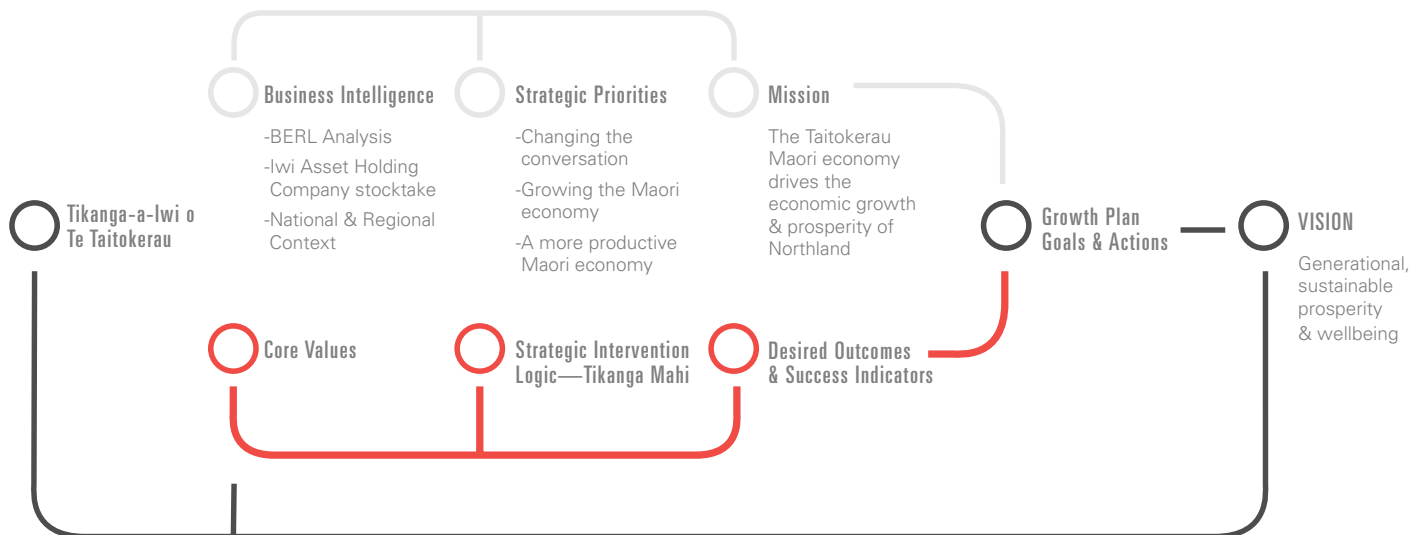 Tikanga-a-Iwi o
Te Taitokerau
Business Intelligence
-BERL Analysis
-Iwi Asset Holding
Company stocktake
-National & Regional
Context
Strategic Priorities
-Changing the
conversation
-Growing the Maori
economy
-A more productive
Maori economy
Mission
The Taitokerau
Maori economy
drives the
economic growth
& prosperity of
Northland
Core Values
Strategic Intervention
Logic—Tikanga Mahi
Desired Outcomes
& Success Indicators
Growth Plan
Goals & Actions
VISION
Generational,
sustainable
prosperity
& wellbeing